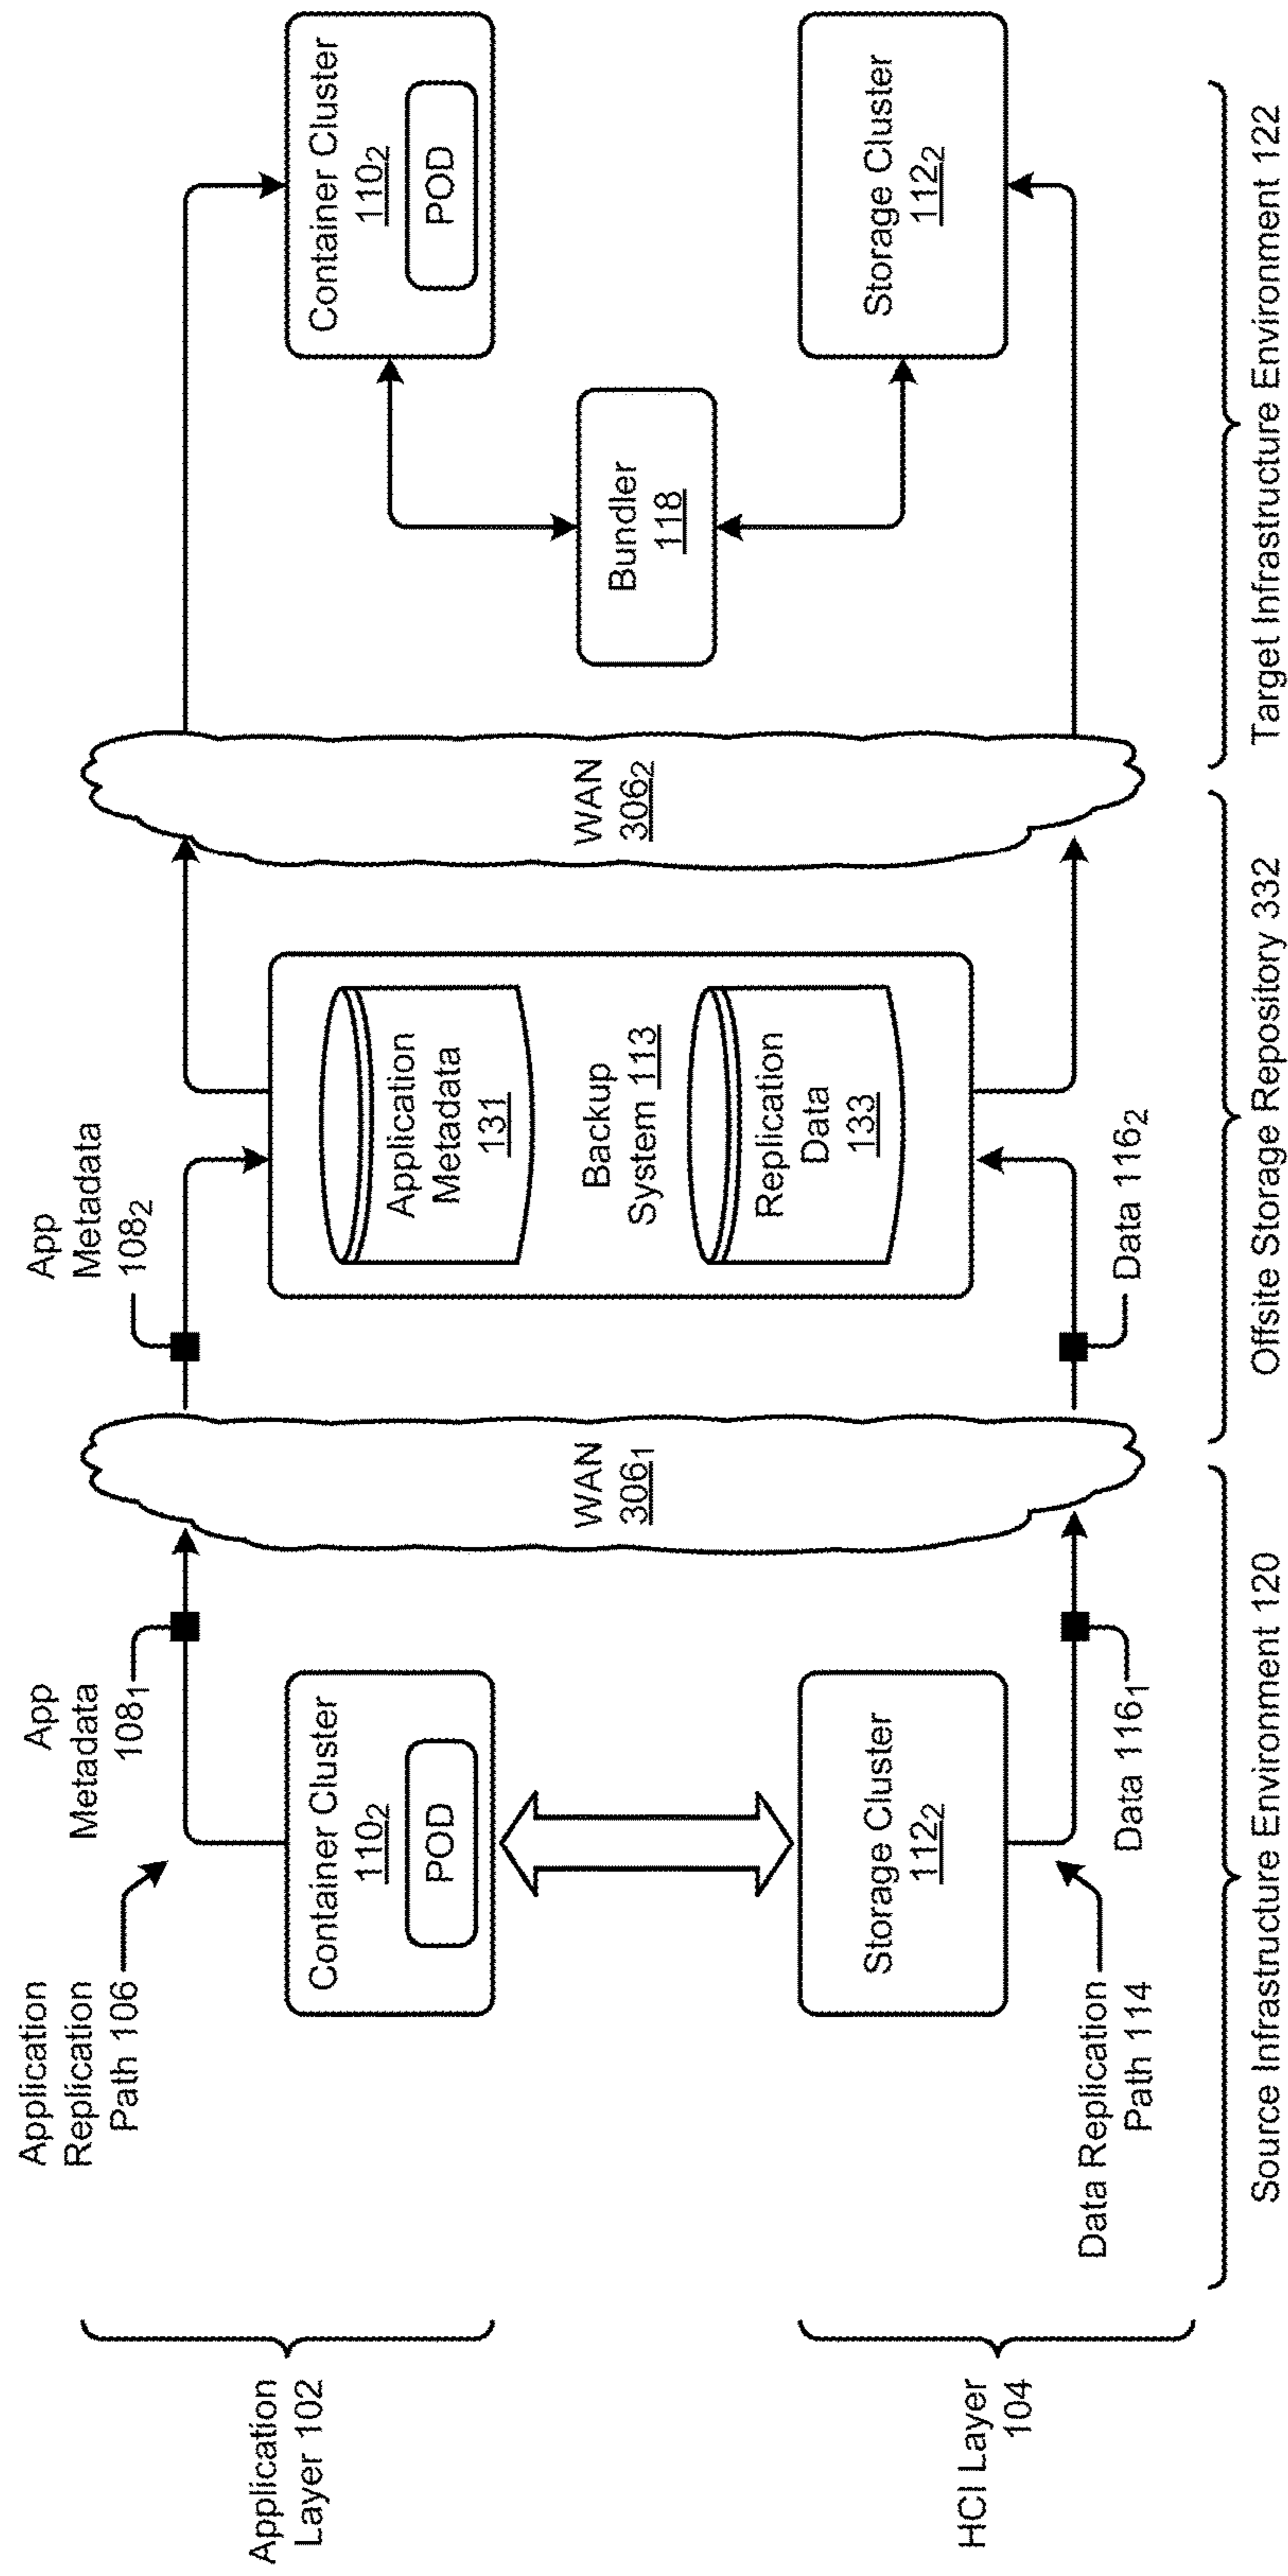 Application
Layer 102
HCI Layer
104
Application
Replication
Path 106
App
Metadata
108₁
Container Cluster
110₂
POD
Storage Cluster
112₂
Data Replication
Path 114
Data 116₁
Source Infrastructure Environment 120
WAN
306₁
App
Metadata
108₂
Application
Metadata
131
Backup
System 113
Replication
Data
133
Data 116₂
Offsite Storage Repository 332
WAN
306₂
Bundler
118
Container Cluster
110₂
POD
Storage Cluster
112₂
Target Infrastructure Environment 122